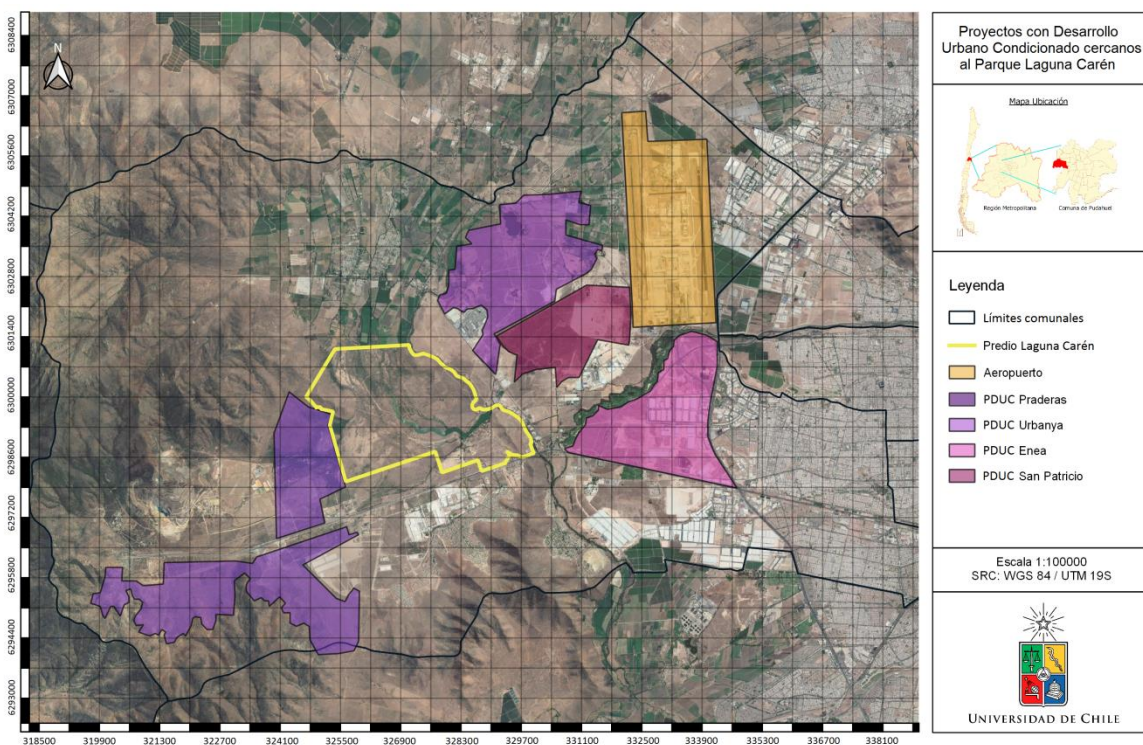 Proyectos con Desarrollo
Urbano Condicionado cercanos
al Parque Laguna Carén
Mapa Ubicación
Región Metropolitana
Comuna de Pudahuel
Leyenda
Límites comunales
Predio Laguna Carén
Aeropuerto
PDUC Praderas
PDUC Urbanya
PDUC Enea
PDUC San Patricio
Escala 1:100000
SRC: WGS 84 / UTM 19S
UNIVERSIDAD DE CHILE
N
6308400
6307000
6305600
6304200
6302800
6301400
6300000
6298600
6297200
6295800
6294400
6293000
318500 319900 321300 322700 324100 325500 326900 328300 329700 331100 332500 333900 335300 336700 338100